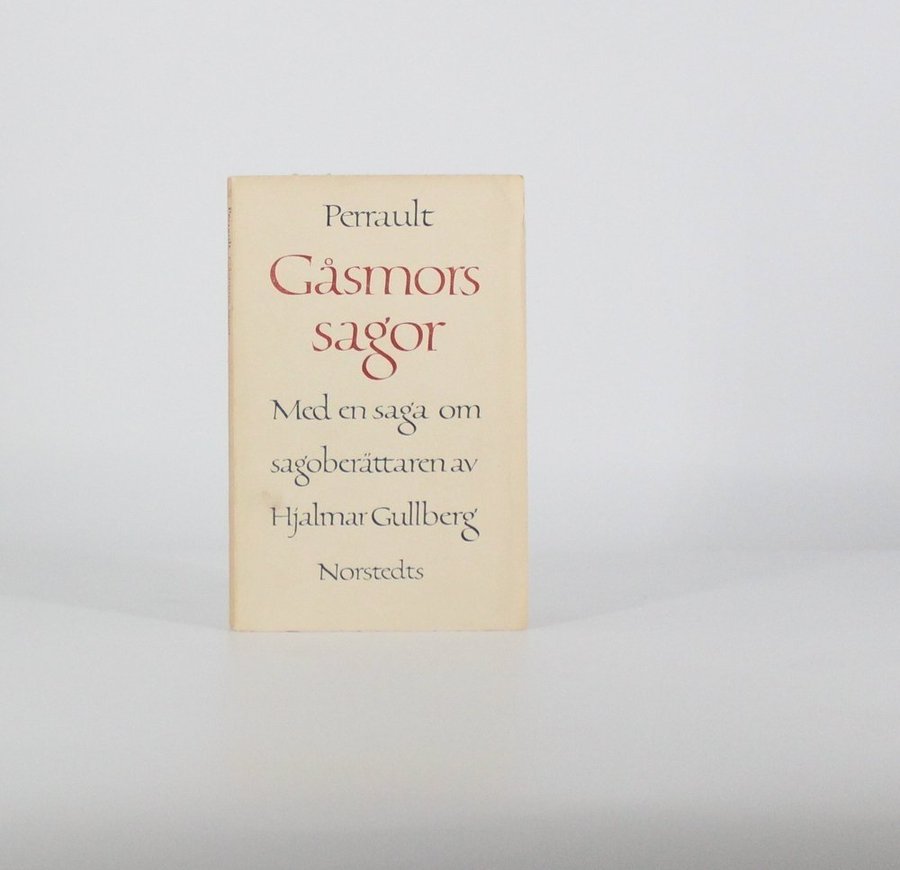 Perrault
Gåsmors
sagor
Med en saga om
sagoberättaren av
Hjalmar Gullberg
Norstedts